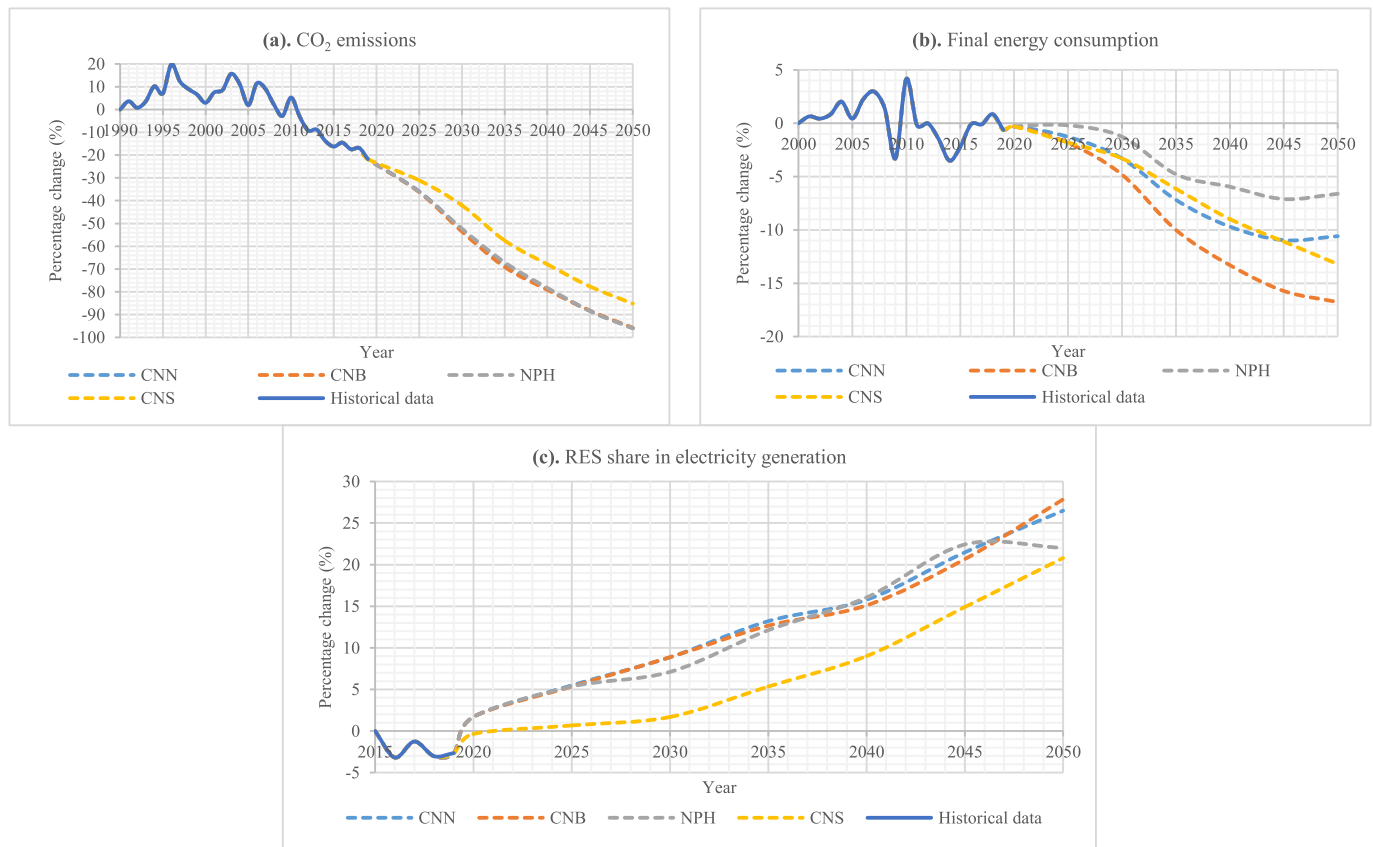 (a). CO₂ emissions
20
10
0
-10
-20
-30
-40
-50
-60
-70
-80
-90
-100
1990 1995 2000 2005 2010 2015 2020 2025 2030 2035 2040 2045 2050
Percentage change (%)
Year
CNN CNB NPH
CNS Historical data
(b). Final energy consumption
5
0
-5
-10
-15
-20
2000 2005 2010 2015 2020 2025 2030 2035 2040 2045 2050
Percentage change (%)
Year
CNN CNB NPH
CNS Historical data
(c). RES share in electricity generation
30
25
20
15
10
5
0
-5
2015 2020 2025 2030 2035 2040 2045 2050
Percentage change (%)
Year
CNN CNB NPH CNS Historical data